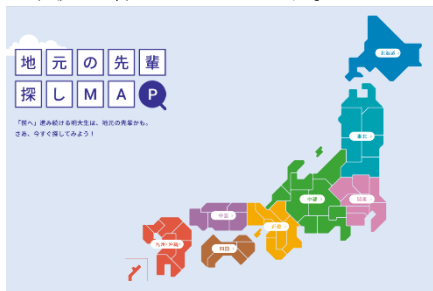 地元の先輩
探しMAP
「前へ」進み続ける明大生は、地元の先輩かも。
さあ、今すぐ探してみよう！
北海道
東北
関東
中部
近畿
中国
四国
九州・沖縄